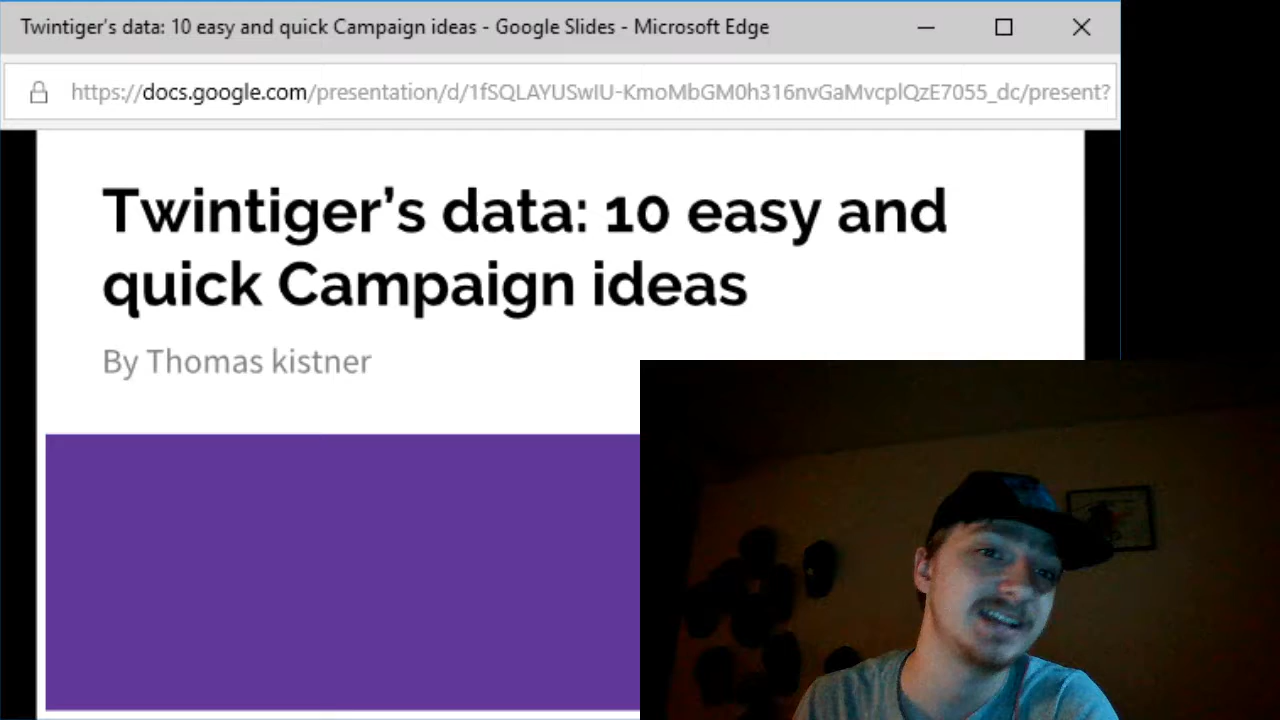 Twintiger's data: 10 easy and quick Campaign ideas - Google Slides - Microsoft Edge
https://docs.google.com/presentation/d/1fSQLAYUSwIU-KmoMbGM0h316nvGaMvcplQzE7055_dc/present?
Twintiger’s data: 10 easy and
quick Campaign ideas
By Thomas kistner